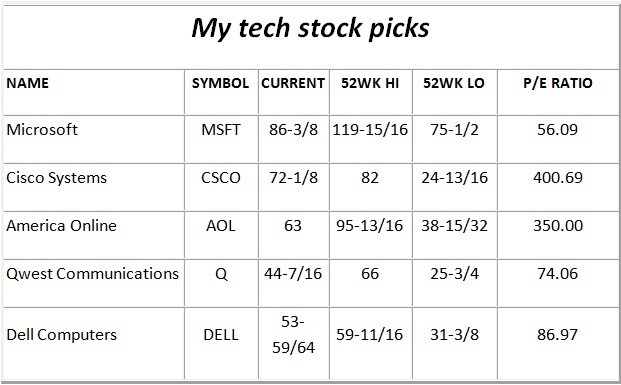 My tech stock picks
NAME SYMBOL CURRENT 52WK HI 52WK LO P/E RATIO
Microsoft MSFT 86-3/8 119-15/16 75-1/2 56.09
Cisco Systems CSCO 72-1/8 82 24-13/16 400.69
America Online AOL 63 95-13/16 38-15/32 350.00
Qwest Communications Q 44-7/16 66 25-3/4 74.06
Dell Computers DELL 53-
59/64 59-11/16 31-3/8 86.97